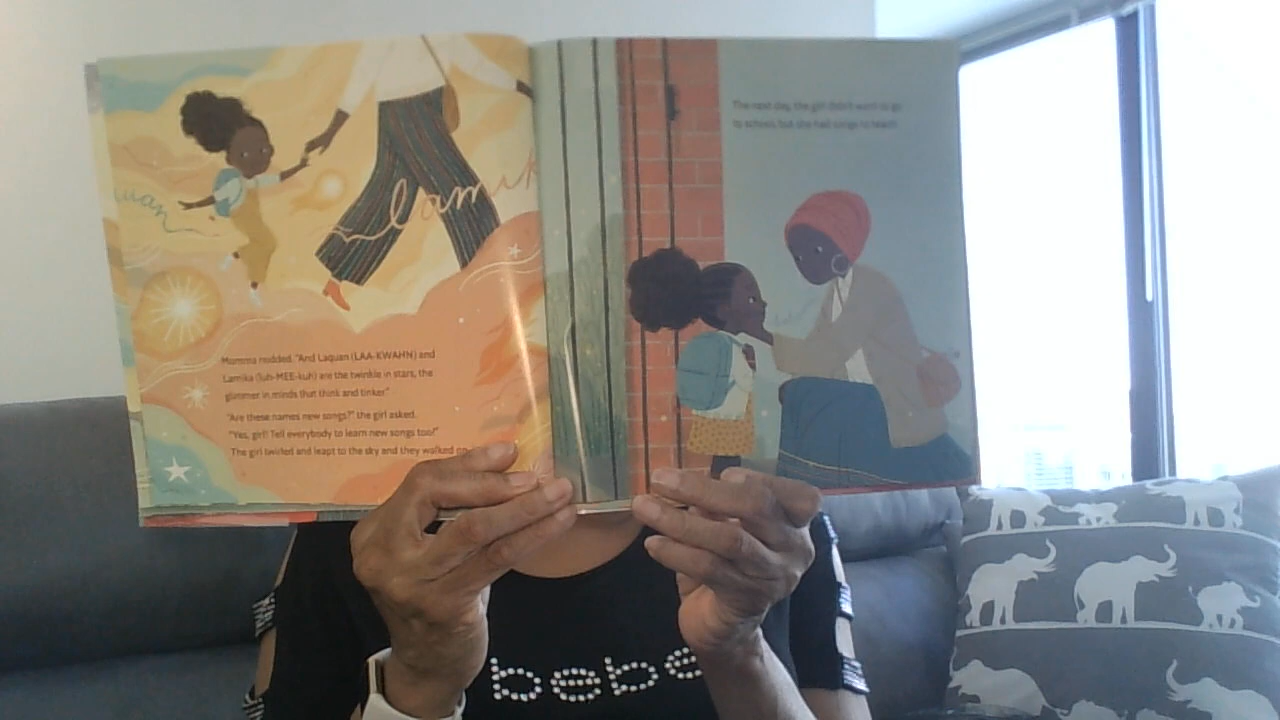 uan
lamik
Momma nodded. "And Laquan (LAA-KWAHN) and
Lamika (luh-MEE-kuh) are the twinkle in stars, the
glimmer in minds that think and tinker."
"Are these names new songs?" the girl asked.
"Yes, girl! Tell everybody to learn new songs too!"
The girl twirled and leapt to the sky and they walked on
The next day, the girl didn't want to go
to school, but she had songs to teach.
bebe